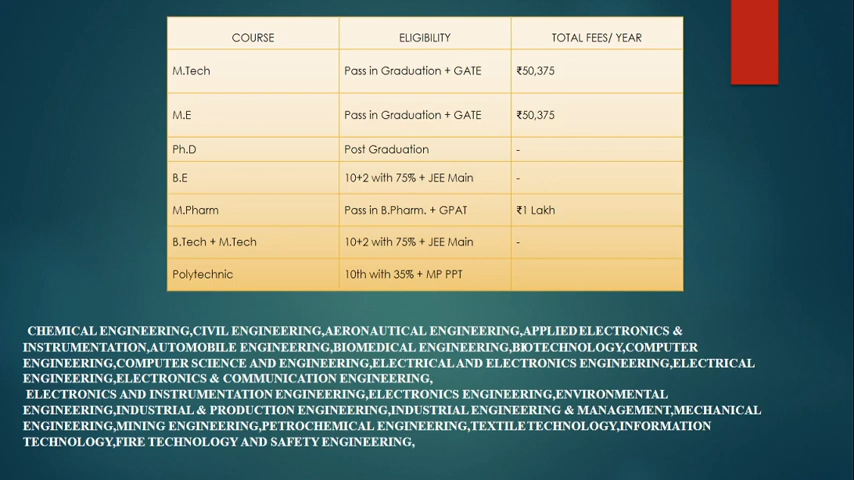 COURSE ELIGIBILITY TOTAL FEES/ YEAR
M.Tech Pass in Graduation + GATE ₹50,375
M.E Pass in Graduation + GATE ₹50,375
Ph.D Post Graduation -
B.E 10+2 with 75% + JEE Main -
M.Pharm Pass in B.Pharm. + GPAT ₹1 Lakh
B.Tech + M.Tech 10+2 with 75% + JEE Main -
Polytechnic 10th with 35% + MP PPT
CHEMICAL ENGINEERING,CIVIL ENGINEERING,AERONAUTICAL ENGINEERING,APPLIED ELECTRONICS &
INSTRUMENTATION,AUTOMOBILE ENGINEERING,BIOMEDICAL ENGINEERING,BIOTECHNOLOGY,COMPUTER
ENGINEERING,COMPUTER SCIENCE AND ENGINEERING,ELECTRICAL AND ELECTRONICS ENGINEERING,ELECTRICAL
ENGINEERING,ELECTRONICS & COMMUNICATION ENGINEERING,
ELECTRONICS AND INSTRUMENTATION ENGINEERING,ELECTRONICS ENGINEERING,ENVIRONMENTAL
ENGINEERING,INDUSTRIAL & PRODUCTION ENGINEERING,INDUSTRIAL ENGINEERING & MANAGEMENT,MECHANICAL
ENGINEERING,MINING ENGINEERING,PETROCHEMICAL ENGINEERING,TEXTILE TECHNOLOGY,INFORMATION
TECHNOLOGY,FIRE TECHNOLOGY AND SAFETY ENGINEERING,